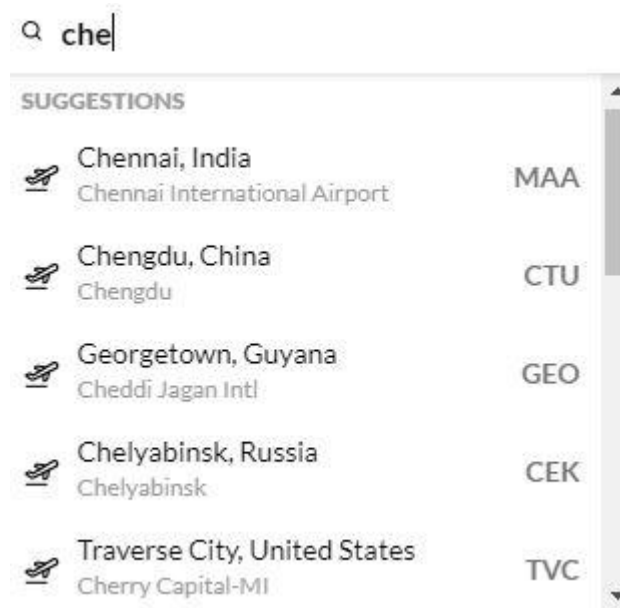 che
SUGGESTIONS
Chennai, India
Chennai International Airport
MAA
Chengdu, China
Chengdu
CTU
Georgetown, Guyana
Cheddi Jagan Intl
GEO
Chelyabinsk, Russia
Chelyabinsk
CEK
Traverse City, United States
Cherry Capital-MI
TVC